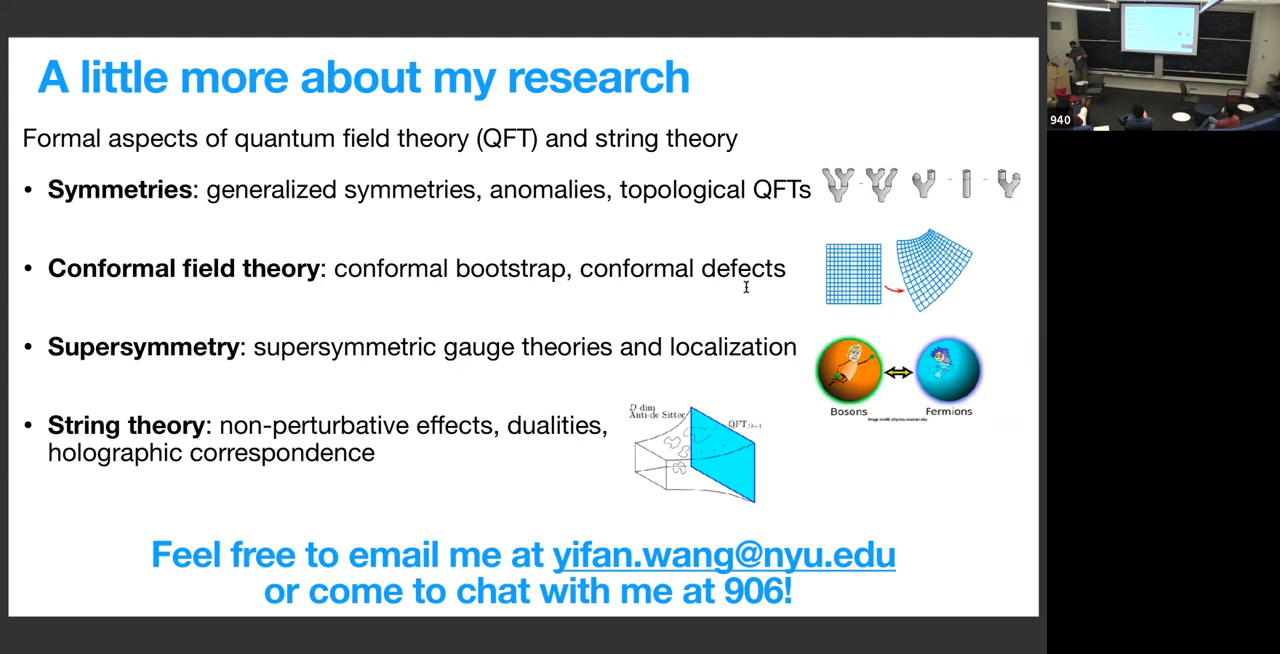 A little more about my research
Formal aspects of quantum field theory (QFT) and string theory
• Symmetries: generalized symmetries, anomalies, topological QFTs
• Conformal field theory: conformal bootstrap, conformal defects
• Supersymmetry: supersymmetric gauge theories and localization
Bosons
Fermions
• String theory: non-perturbative effects, dualities,
holographic correspondence
D dim
Anti-de Sitter
QFT D−1
Feel free to email me at yifan.wang@nyu.edu
or come to chat with me at 906!
940